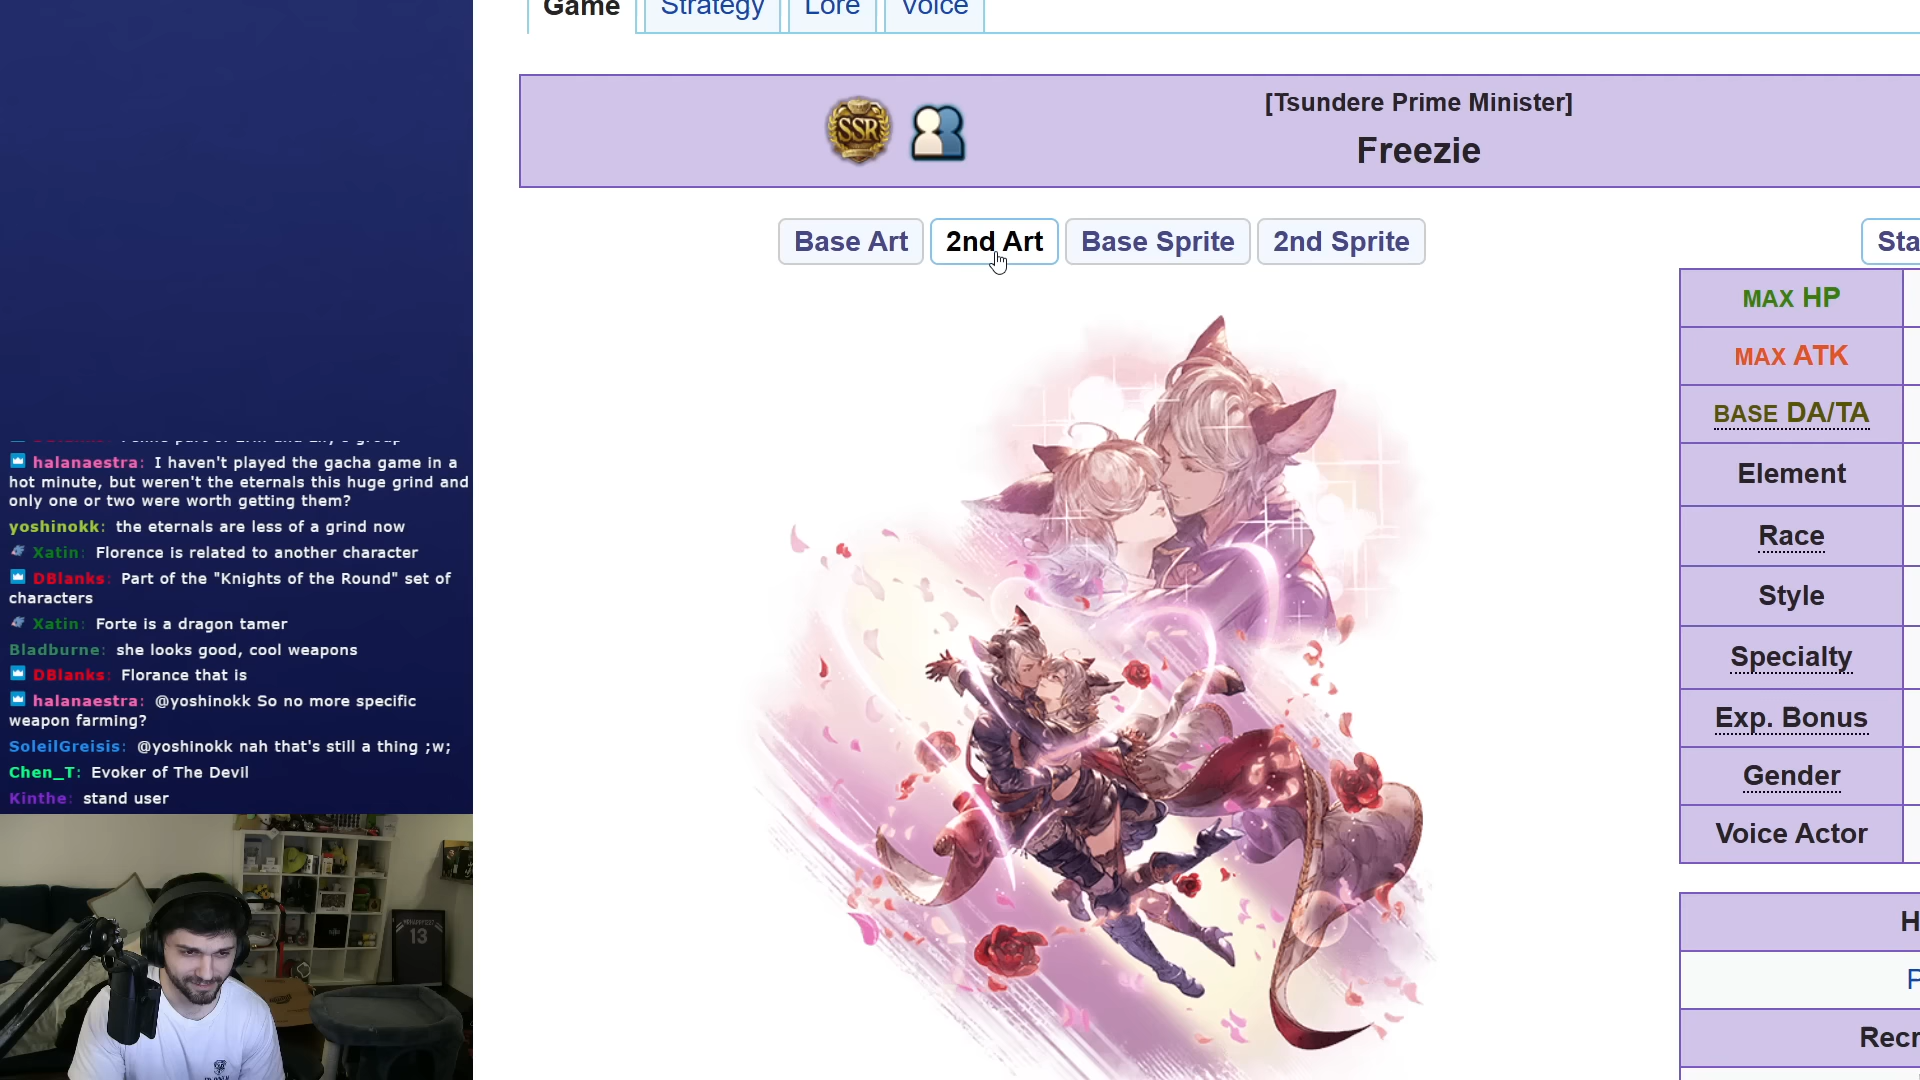 Game
Strategy
Lore
Voice
SSR
[Tsundere Prime Minister]
Freezie
Base Art
2nd Art
Base Sprite
2nd Sprite
Sta
MAX HP
MAX ATK
BASE DA/TA
Element
Race
Style
Specialty
Exp. Bonus
Gender
Voice Actor
H
P
Recr
halanaestra: I haven't played the gacha game in a
hot minute, but weren't the eternals this huge grind and
only one or two were worth getting them?
yoshinokk: the eternals are less of a grind now
Xatin: Florence is related to another character
DBlanks: Part of the "Knights of the Round" set of
characters
Xatin: Forte is a dragon tamer
Bladburne: she looks good, cool weapons
DBlanks: Florance that is
halanaestra: @yoshinokk So no more specific
weapon farming?
SoleilGreisis: @yoshinokk nah that's still a thing ;w;
Chen_T: Evoker of The Devil
Kinthe: stand user
13